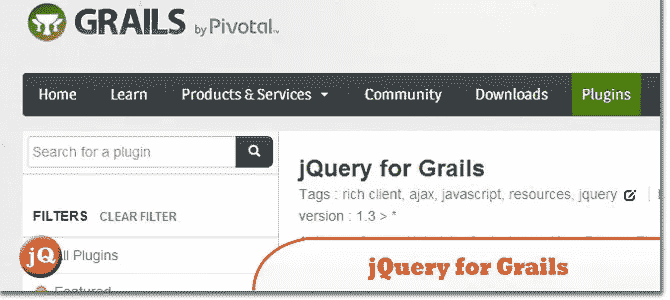 GRAILS by Pivotal™
Home Learn Products & Services Community Downloads Plugins
Search for a plugin
FILTERS CLEAR FILTER
All Plugins
Featured
jQuery for Grails
Tags : rich client, ajax, javascript, resources, jquery
version : 1.3 > *
jQ
jQuery for Grails